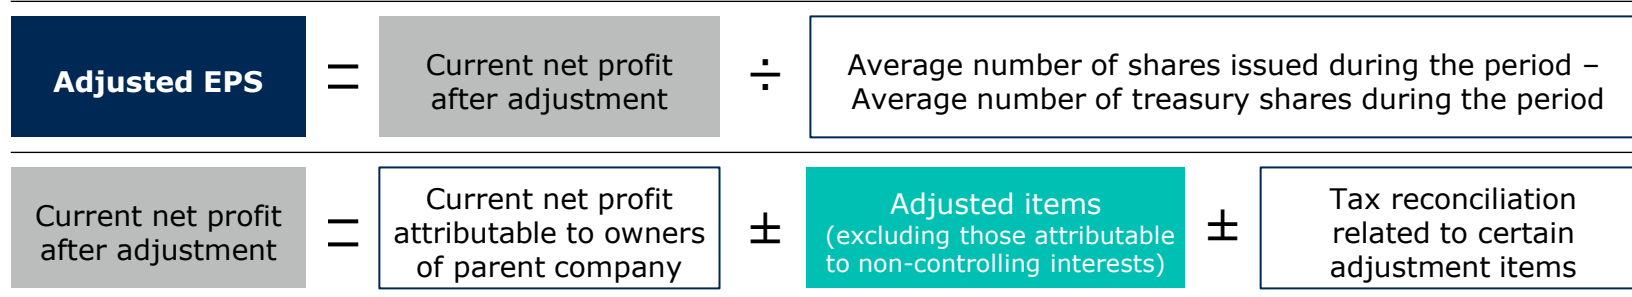 Adjusted EPS
=
Current net profit
after adjustment
÷
Average number of shares issued during the period –
Average number of treasury shares during the period
Current net profit
after adjustment
=
Current net profit
attributable to owners
of parent company
±
Adjusted items
(excluding those attributable
to non-controlling interests)
±
Tax reconciliation
related to certain
adjustment items